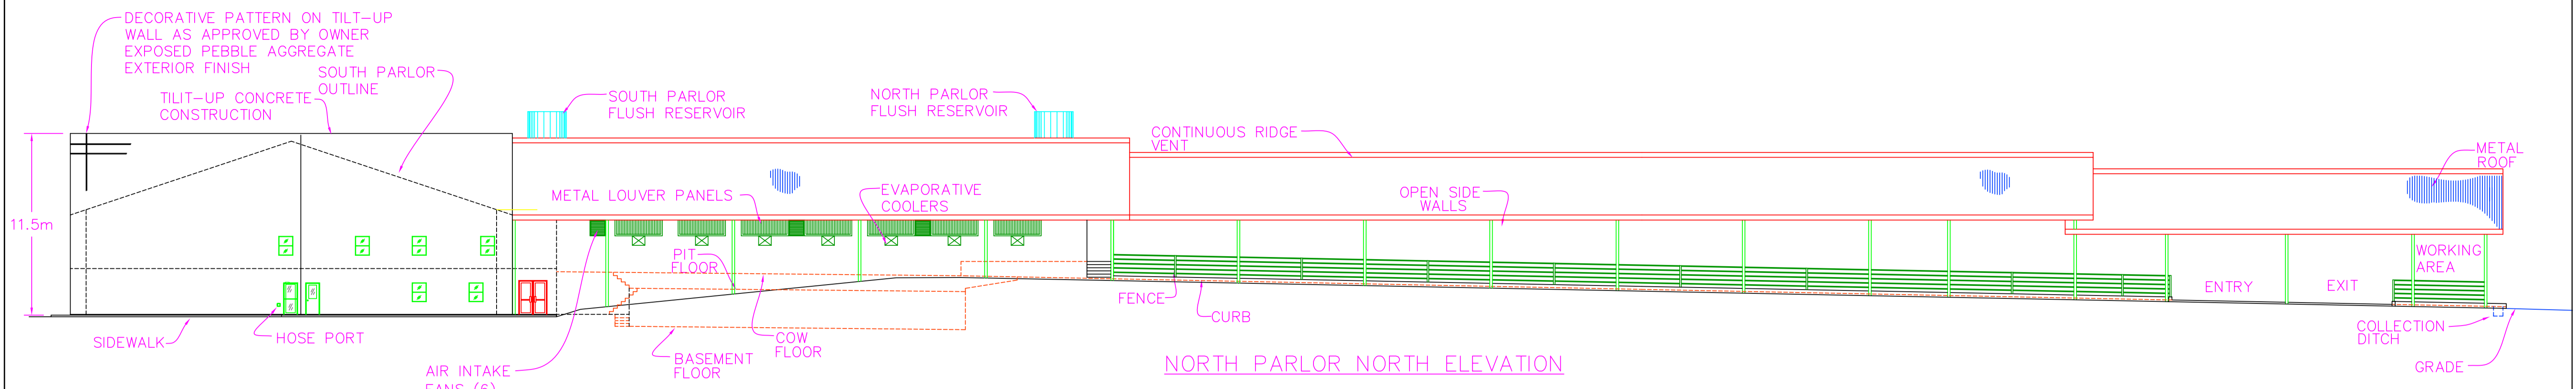 DECORATIVE PATTERN ON TILT-UP
WALL AS APPROVED BY OWNER
EXPOSED PEBBLE AGGREGATE
EXTERIOR FINISH
SOUTH PARLOR
OUTLINE
TILIT-UP CONCRETE
CONSTRUCTION
SOUTH PARLOR
FLUSH RESERVOIR
NORTH PARLOR
FLUSH RESERVOIR
CONTINUOUS RIDGE
VENT
METAL
ROOF
METAL LOUVER PANELS
EVAPORATIVE
COOLERS
OPEN SIDE
WALLS
11.5m
PIT
FLOOR
WORKING
AREA
ENTRY
EXIT
FENCE
CURB
SIDEWALK
HOSE PORT
COW
FLOOR
BASEMENT
FLOOR
AIR INTAKE
FANS (6)
COLLECTION
DITCH
GRADE
NORTH PARLOR NORTH ELEVATION